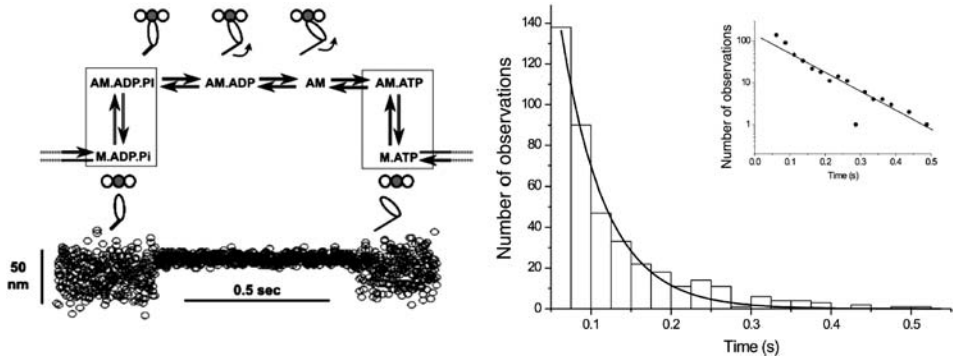 AM.ADP.Pi AM.ADP AM AM.ATP
M.ADP.Pi M.ATP
50
nm
0.5 sec
Number of observations
140
120
100
80
60
40
20
0
0.1 0.2 0.3 0.4 0.5
Time (s)
Number of observations
100
10
1
0.0 0.1 0.2 0.3 0.4 0.5
Time (s)